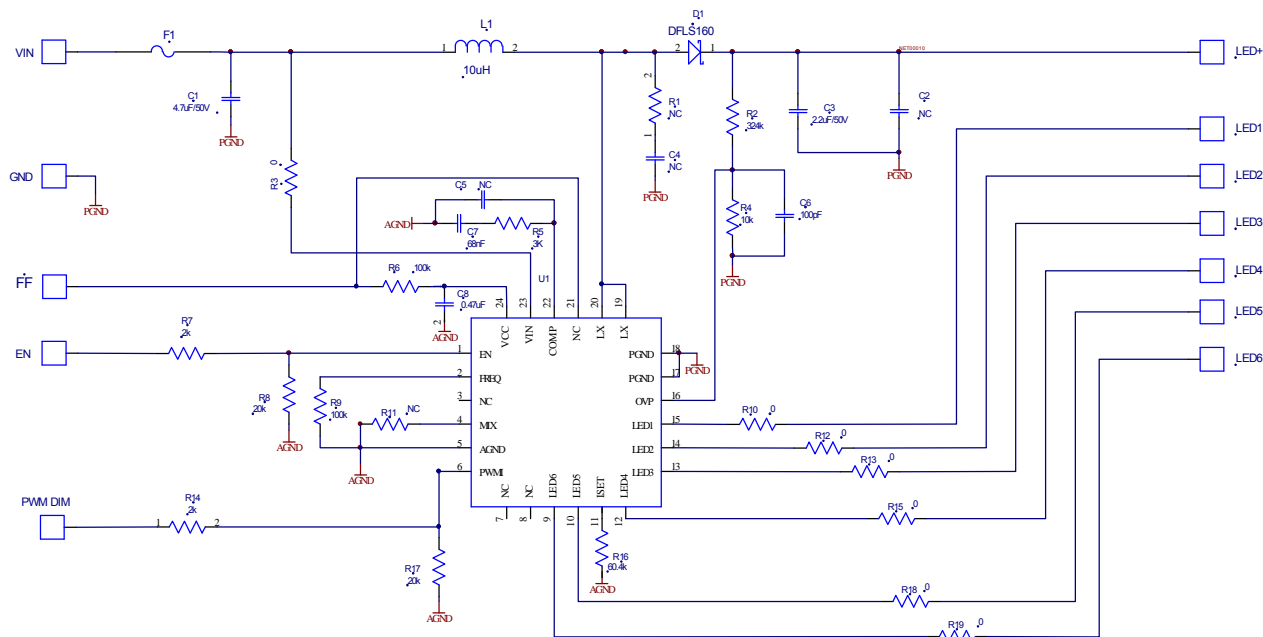 D1
L1
DFLS160
F1
VIN
1
2
2
1
NET00010
LED+
10uH
2
C1
4.7uF/50V
R1
NC
R2
324k
C3
2.2uF/50V
C2
NC
LED1
PGND
1
0
R3
C4
NC
PGND
GND
LED2
C5
NC
PGND
PGND
R4
10k
C6
100pF
AGND
LED3
C7
68nF
R5
3K
FF
R6
100k
U1
PGND
LED4
C8
0.47uF
2
24
23
22
21
20
19
LED5
R7
2k
AGND
VCC
VIN
COMP
NC
LX
LX
EN
1
EN
PGND
18
PGND
LED6
2
FREQ
PGND
17
R8
20k
R9
100k
3
NC
OVP
16
R11
NC
4
MIX
LED1
15
R10
0
AGND
5
AGND
LED2
14
R12
0
AGND
6
PWMI
LED3
13
R13
0
NC
NC
LED6
LED5
ISET
LED4
PWM DIM
R14
2k
1
2
7
8
9
10
11
12
R15
0
R16
60.4k
R17
20k
AGND
R18
0
AGND
R19
0